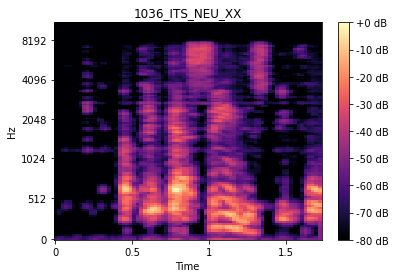 1036_ITS_NEU_XX
+0 dB
8192
-10 dB
4096
-20 dB
-30 dB
2048
Hz
-40 dB
1024
-50 dB
512
-60 dB
-70 dB
0
-80 dB
0
0.5
1
1.5
Time